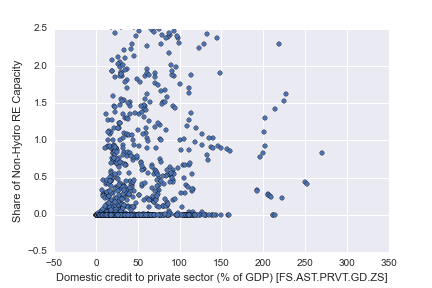 2.5
2.0
1.5
1.0
0.5
0.0
−0.5
Share of Non-Hydro RE Capacity
−50 0 50 100 150 200 250 300 350
Domestic credit to private sector (% of GDP) [FS.AST.PRVT.GD.ZS]